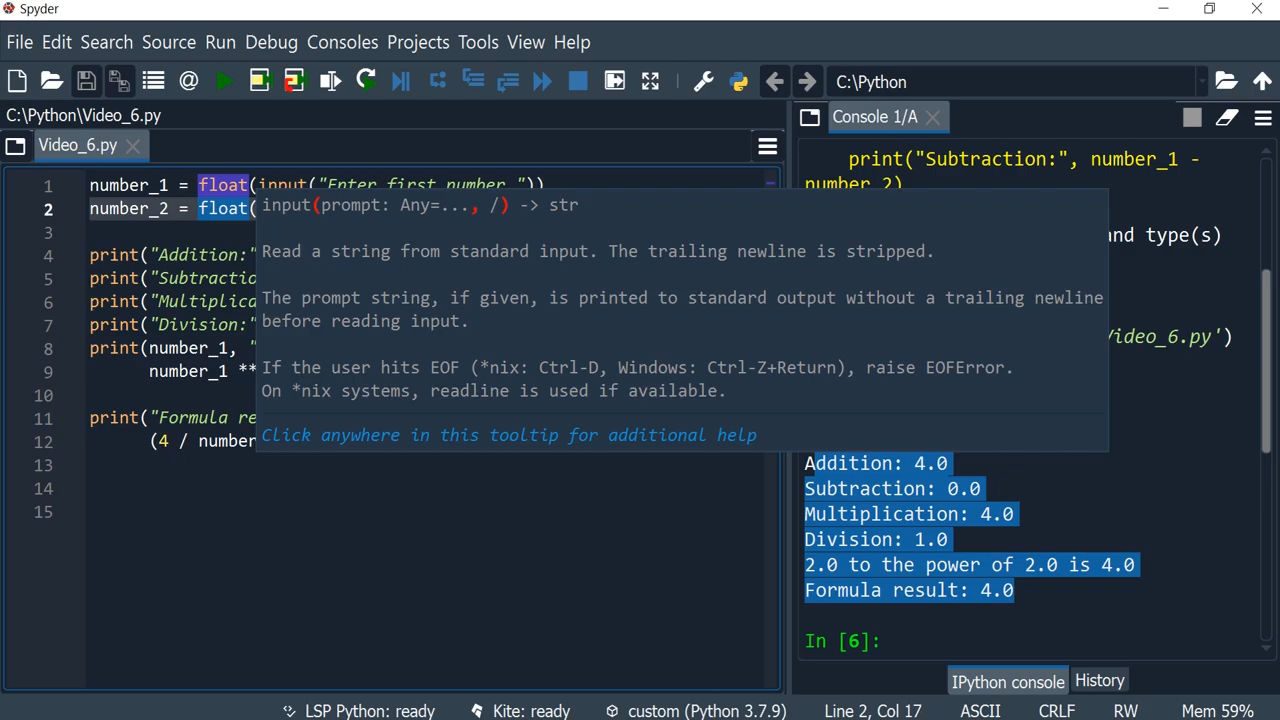 Spyder
File Edit Search Source Run Debug Consoles Projects Tools View Help
C:\Python
C:\Python\Video_6.py
Video_6.py
1 number_1 = float(input("Enter first number "))
2 number_2 = float(
3
4 print("Addition:"
5 print("Subtractio
6 print("Multiplica
7 print("Division:"
8 print(number_1, "
9 number_1 **
10
11 print("Formula re
12 (4 / number
13
14
15
input(prompt: Any=..., /) -> str
Read a string from standard input. The trailing newline is stripped.
The prompt string, if given, is printed to standard output without a trailing newline
before reading input.
If the user hits EOF (*nix: Ctrl-D, Windows: Ctrl-Z+Return), raise EOFError.
On *nix systems, readline is used if available.
Click anywhere in this tooltip for additional help
Console 1/A
print("Subtraction:", number_1 -
number_2)
and type(s)
Video_6.py')
Addition: 4.0
Subtraction: 0.0
Multiplication: 4.0
Division: 1.0
2.0 to the power of 2.0 is 4.0
Formula result: 4.0
In [6]:
IPython console History
LSP Python: ready Kite: ready custom (Python 3.7.9) Line 2, Col 17 ASCII CRLF RW Mem 59%